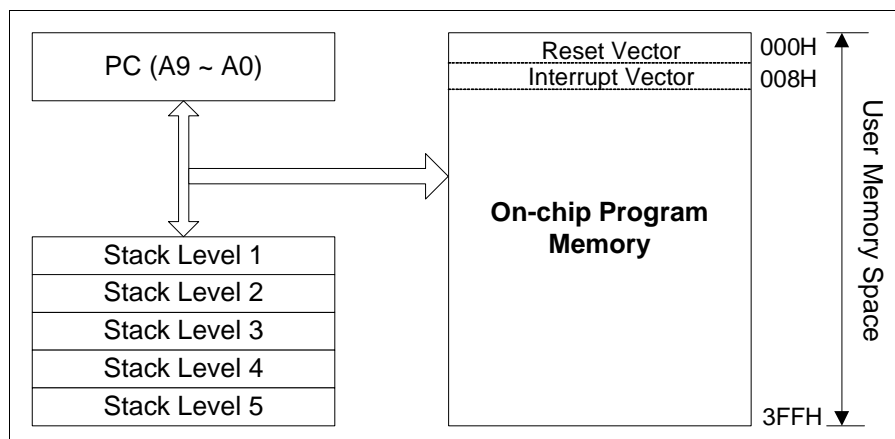 PC (A9 ~ A0)
Stack Level 1
Stack Level 2
Stack Level 3
Stack Level 4
Stack Level 5
Reset Vector
000H
Interrupt Vector
008H
On-chip Program
Memory
3FFH
User Memory Space